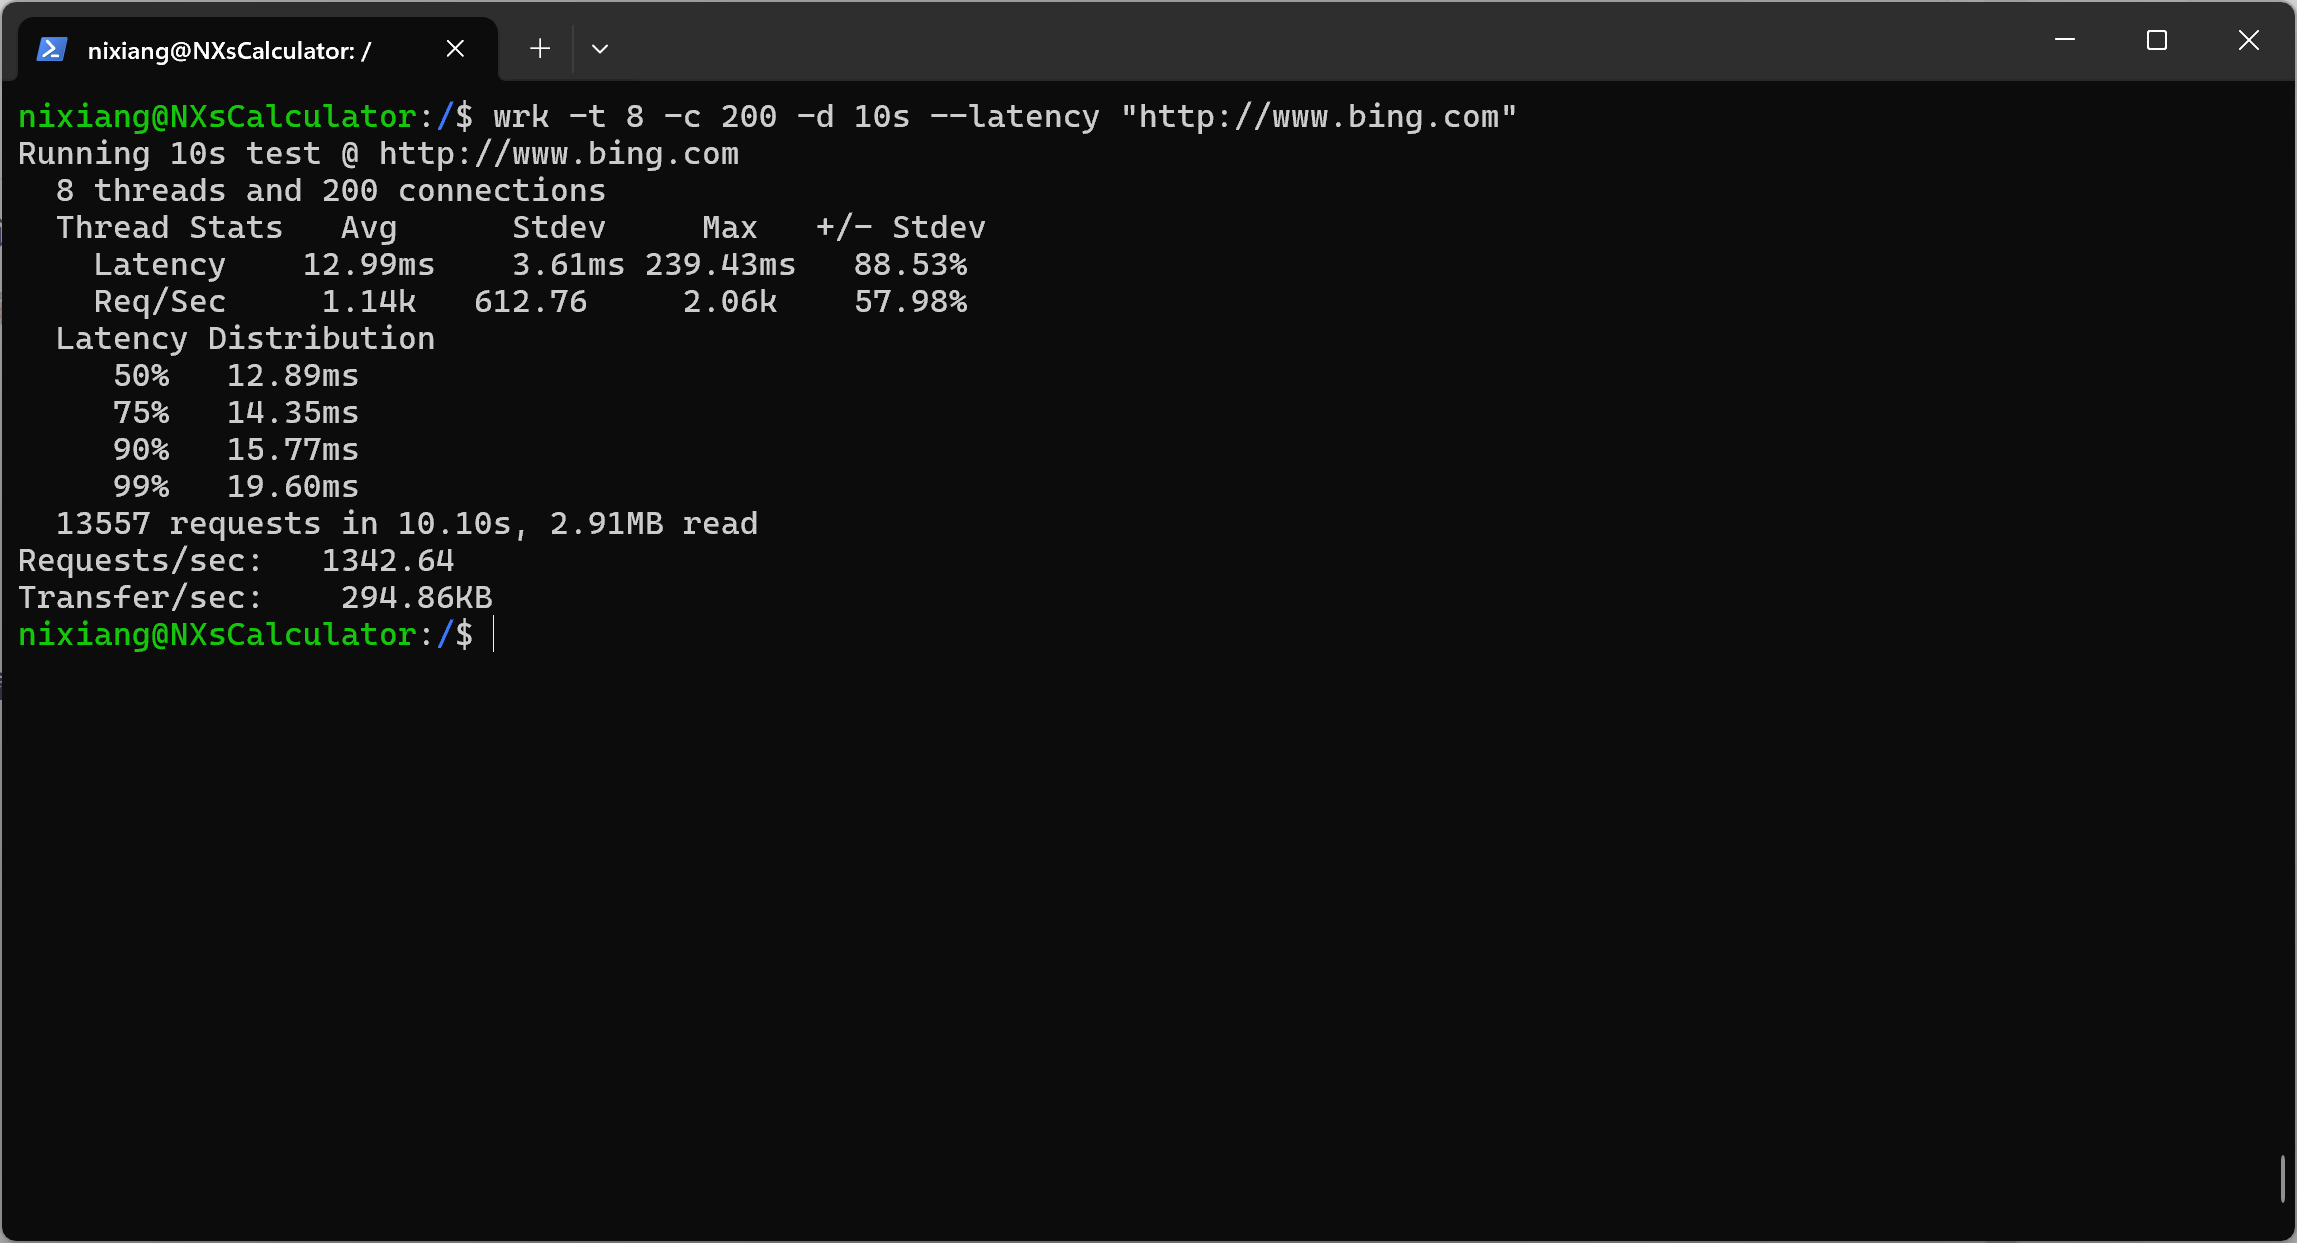 nixiang@NXsCalculator: /
nixiang@NXsCalculator:/$ wrk -t 8 -c 200 -d 10s --latency "http://www.bing.com"
Running 10s test @ http://www.bing.com
  8 threads and 200 connections
  Thread Stats   Avg      Stdev     Max   +/- Stdev
    Latency    12.99ms    3.61ms 239.43ms   88.53%
    Req/Sec     1.14k   612.76     2.06k    57.98%
  Latency Distribution
     50%   12.89ms
     75%   14.35ms
     90%   15.77ms
     99%   19.60ms
  13557 requests in 10.10s, 2.91MB read
Requests/sec:   1342.64
Transfer/sec:    294.86KB
nixiang@NXsCalculator:/$